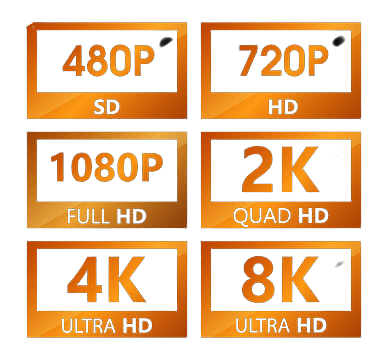 480P
SD
720P
HD
1080P
FULL HD
2K
QUAD HD
4K
ULTRA HD
8K
ULTRA HD